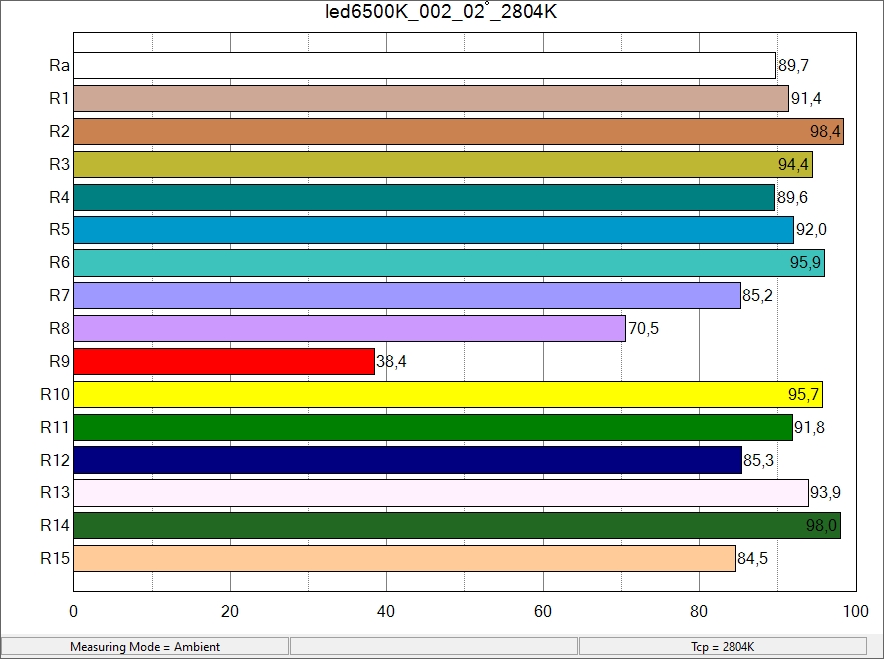 led6500K_002_02°_2804K
Ra 89,7
R1 91,4
R2 98,4
R3 94,4
R4 89,6
R5 92,0
R6 95,9
R7 85,2
R8 70,5
R9 38,4
R10 95,7
R11 91,8
R12 85,3
R13 93,9
R14 98,0
R15 84,5
0 20 40 60 80 100
Measuring Mode = Ambient Tcp = 2804K